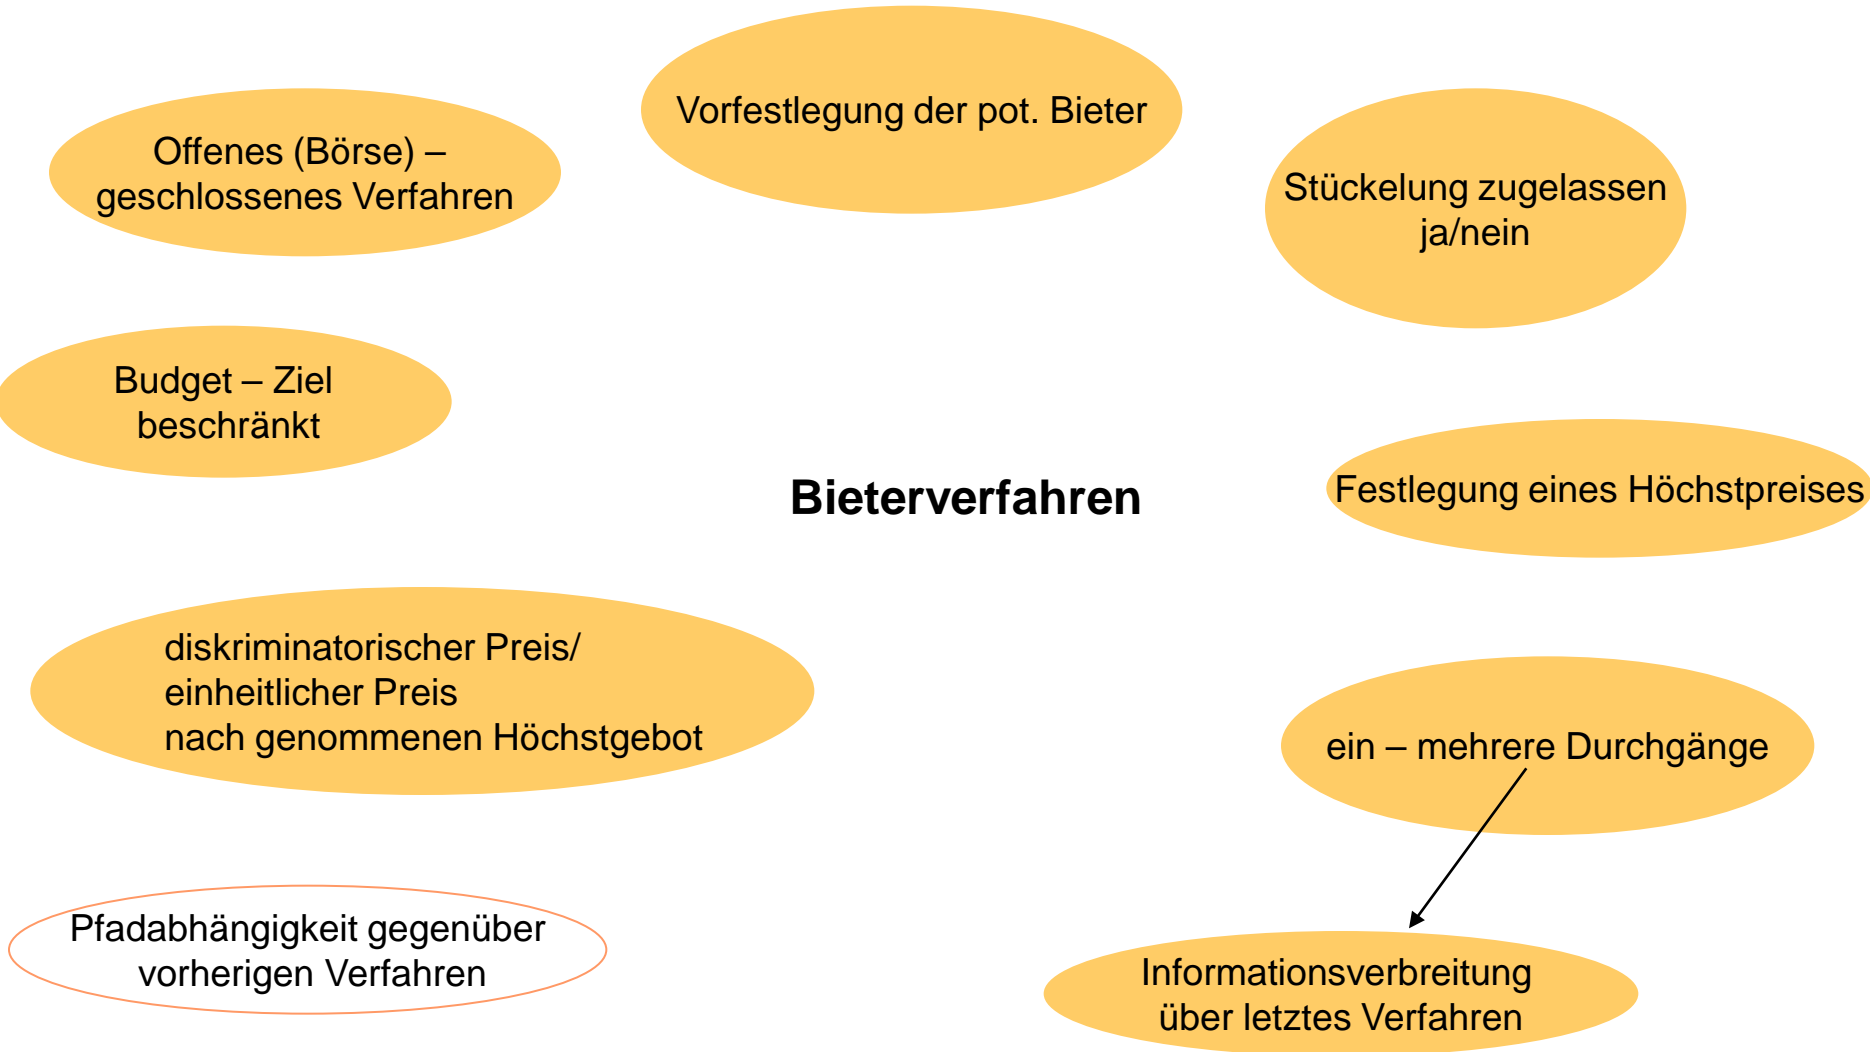 Vorfestlegung der pot. Bieter
Offenes (Börse) –
geschlossenes Verfahren
Stückelung zugelassen
ja/nein
Budget – Ziel
beschränkt
Bieterverfahren
Festlegung eines Höchstpreises
diskriminatorischer Preis/
einheitlicher Preis
nach genommenen Höchstgebot
ein – mehrere Durchgänge
Pfadabhängigkeit gegenüber
vorherigen Verfahren
Informationsverbreitung
über letztes Verfahren